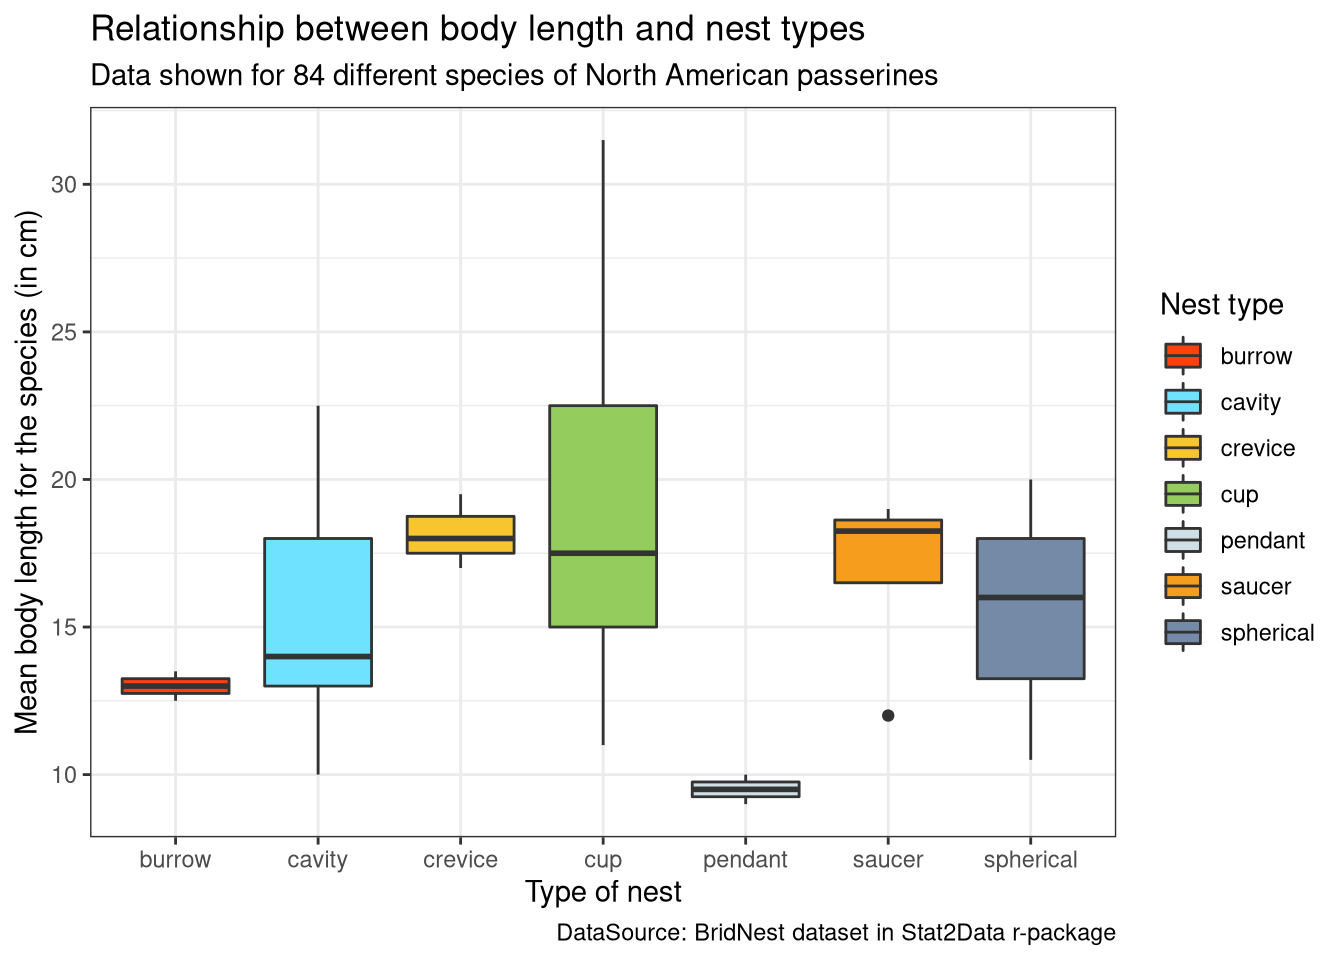 Relationship between body length and nest types
Data shown for 84 different species of North American passerines
Mean body length for the species (in cm)
30
25
20
15
10
burrow
cavity
crevice
cup
pendant
saucer
spherical
Type of nest
DataSource: BridNest dataset in Stat2Data r-package
Nest type
burrow
cavity
crevice
cup
pendant
saucer
spherical